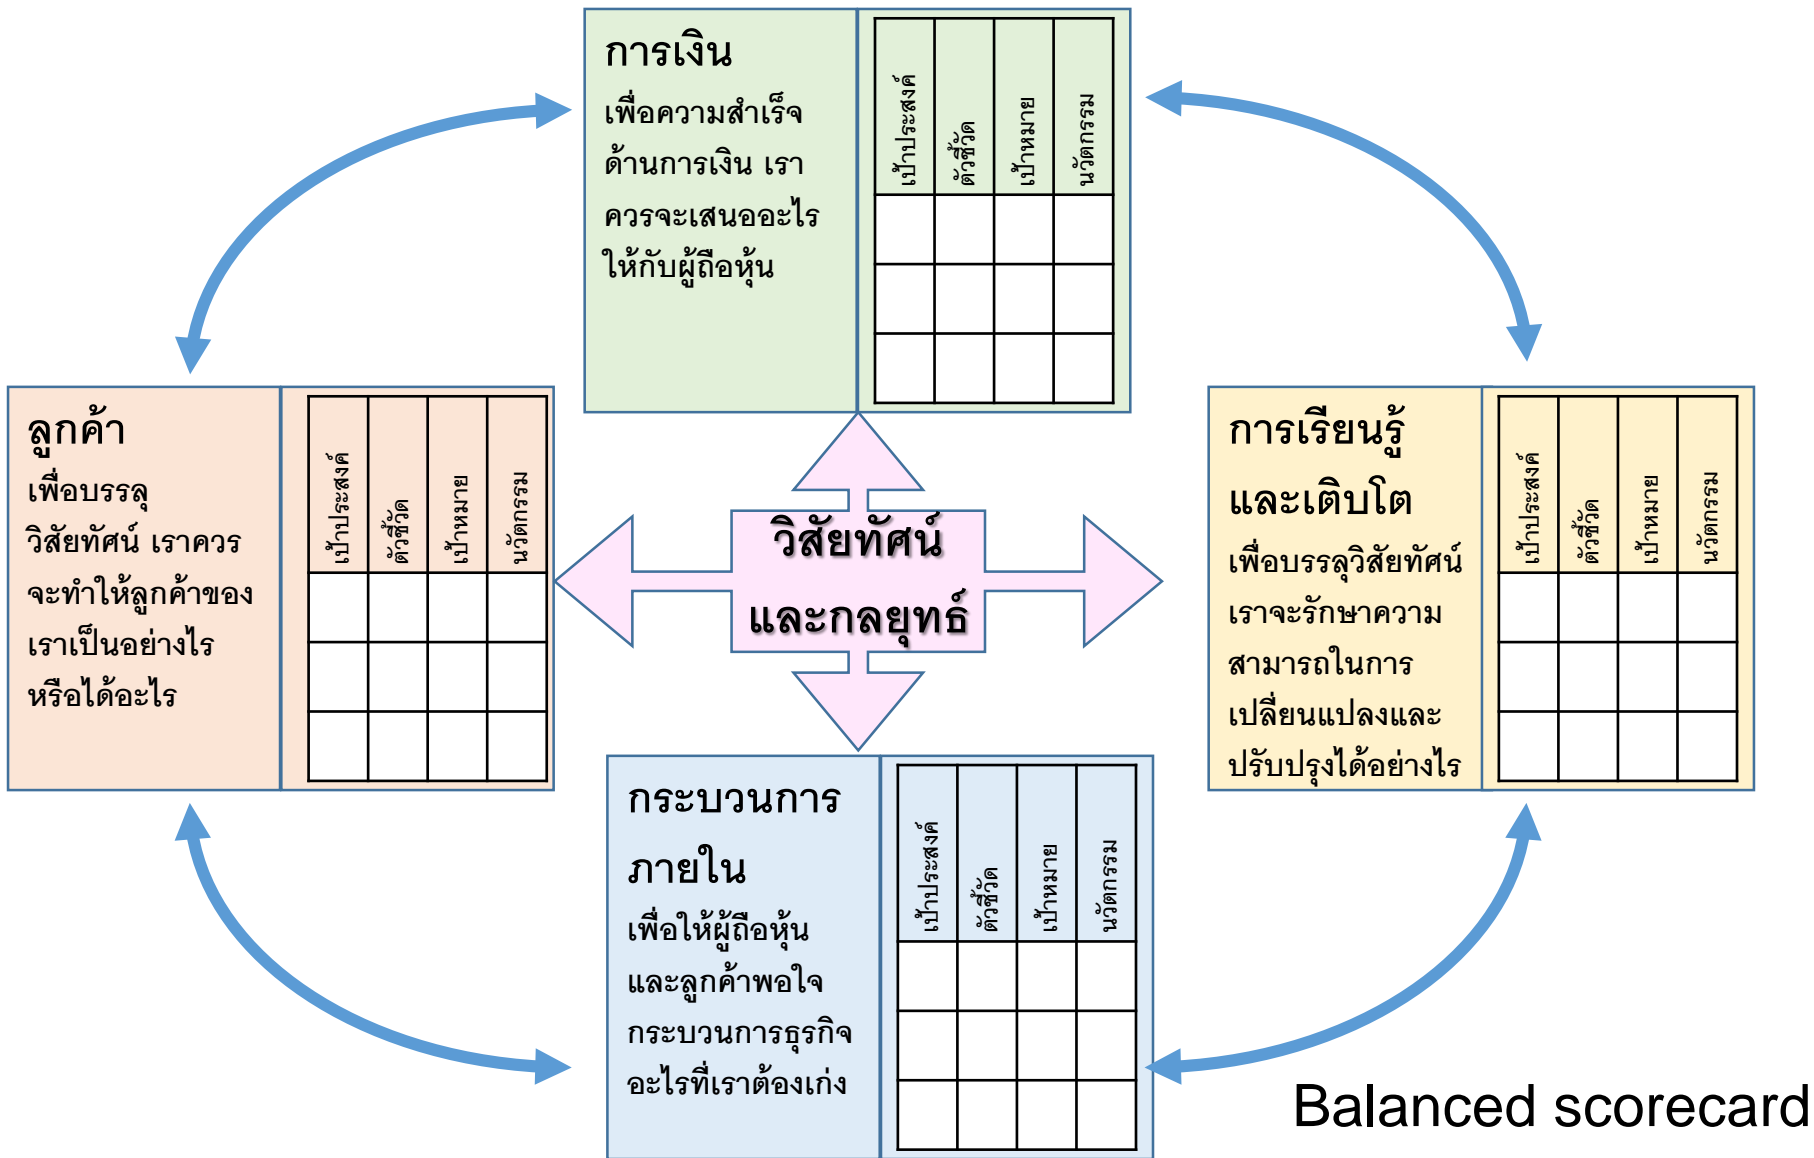 การเงิน
เพื่อความสำเร็จ
ด้านการเงิน เรา
ควรจะเสนออะไร
ให้กับผู้ถือหุ้น
เป้าประสงค์
ตัวชี้วัด
เป้าหมาย
นวัตกรรม
ลูกค้า
เพื่อบรรลุ
วิสัยทัศน์ เราควร
จะทำให้ลูกค้าของ
เราเป็นอย่างไร
หรือได้อะไร
เป้าประสงค์
ตัวชี้วัด
เป้าหมาย
นวัตกรรม
วิสัยทัศน์
และกลยุทธ์
การเรียนรู้
และเติบโต
เพื่อบรรลุวิสัยทัศน์
เราจะรักษาความ
สามารถในการ
เปลี่ยนแปลงและ
ปรับปรุงได้อย่างไร
เป้าประสงค์
ตัวชี้วัด
เป้าหมาย
นวัตกรรม
กระบวนการ
ภายใน
เพื่อให้ผู้ถือหุ้น
และลูกค้าพอใจ
กระบวนการธุรกิจ
อะไรที่เราต้องเก่ง
เป้าประสงค์
ตัวชี้วัด
เป้าหมาย
นวัตกรรม
Balanced scorecard